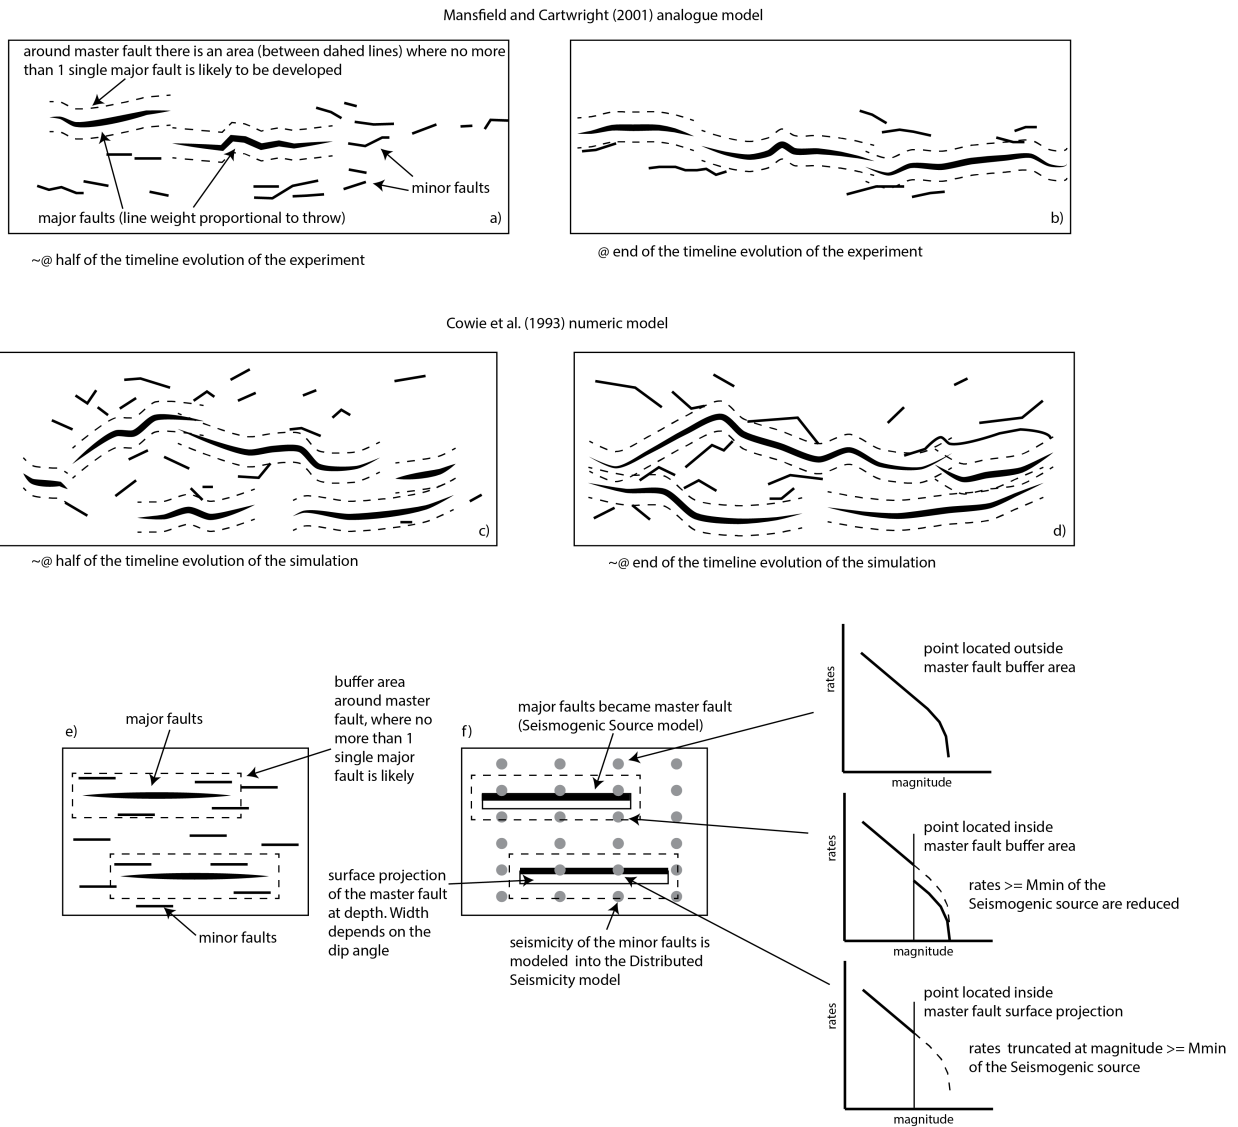 Mansfield and Cartwright (2001) analogue model
around master fault there is an area (between dahed lines) where no more
than 1 single major fault is likely to be developed
minor faults
major faults (line weight proportional to throw)
a)
b)
~@ half of the timeline evolution of the experiment
@ end of the timeline evolution of the experiment
Cowie et al. (1993) numeric model
c)
d)
~@ half of the timeline evolution of the simulation
~@ end of the timeline evolution of the simulation
e)
major faults
buffer area
around master
fault, where no
more than 1
single major
fault is likely
minor faults
f)
major faults became master fault
(Seismogenic Source model)
surface projection
of the master fault
at depth. Width
depends on the
dip angle
seismicity of the minor faults is
modeled into the Distributed
Seismicity model
rates
point located outside
master fault buffer area
magnitude
rates
point located inside
master fault buffer area
rates >= Mmin of the
Seismogenic source are reduced
magnitude
rates
point located inside
master fault surface projection
rates truncated at magnitude >= Mmin
of the Seismogenic source
magnitude